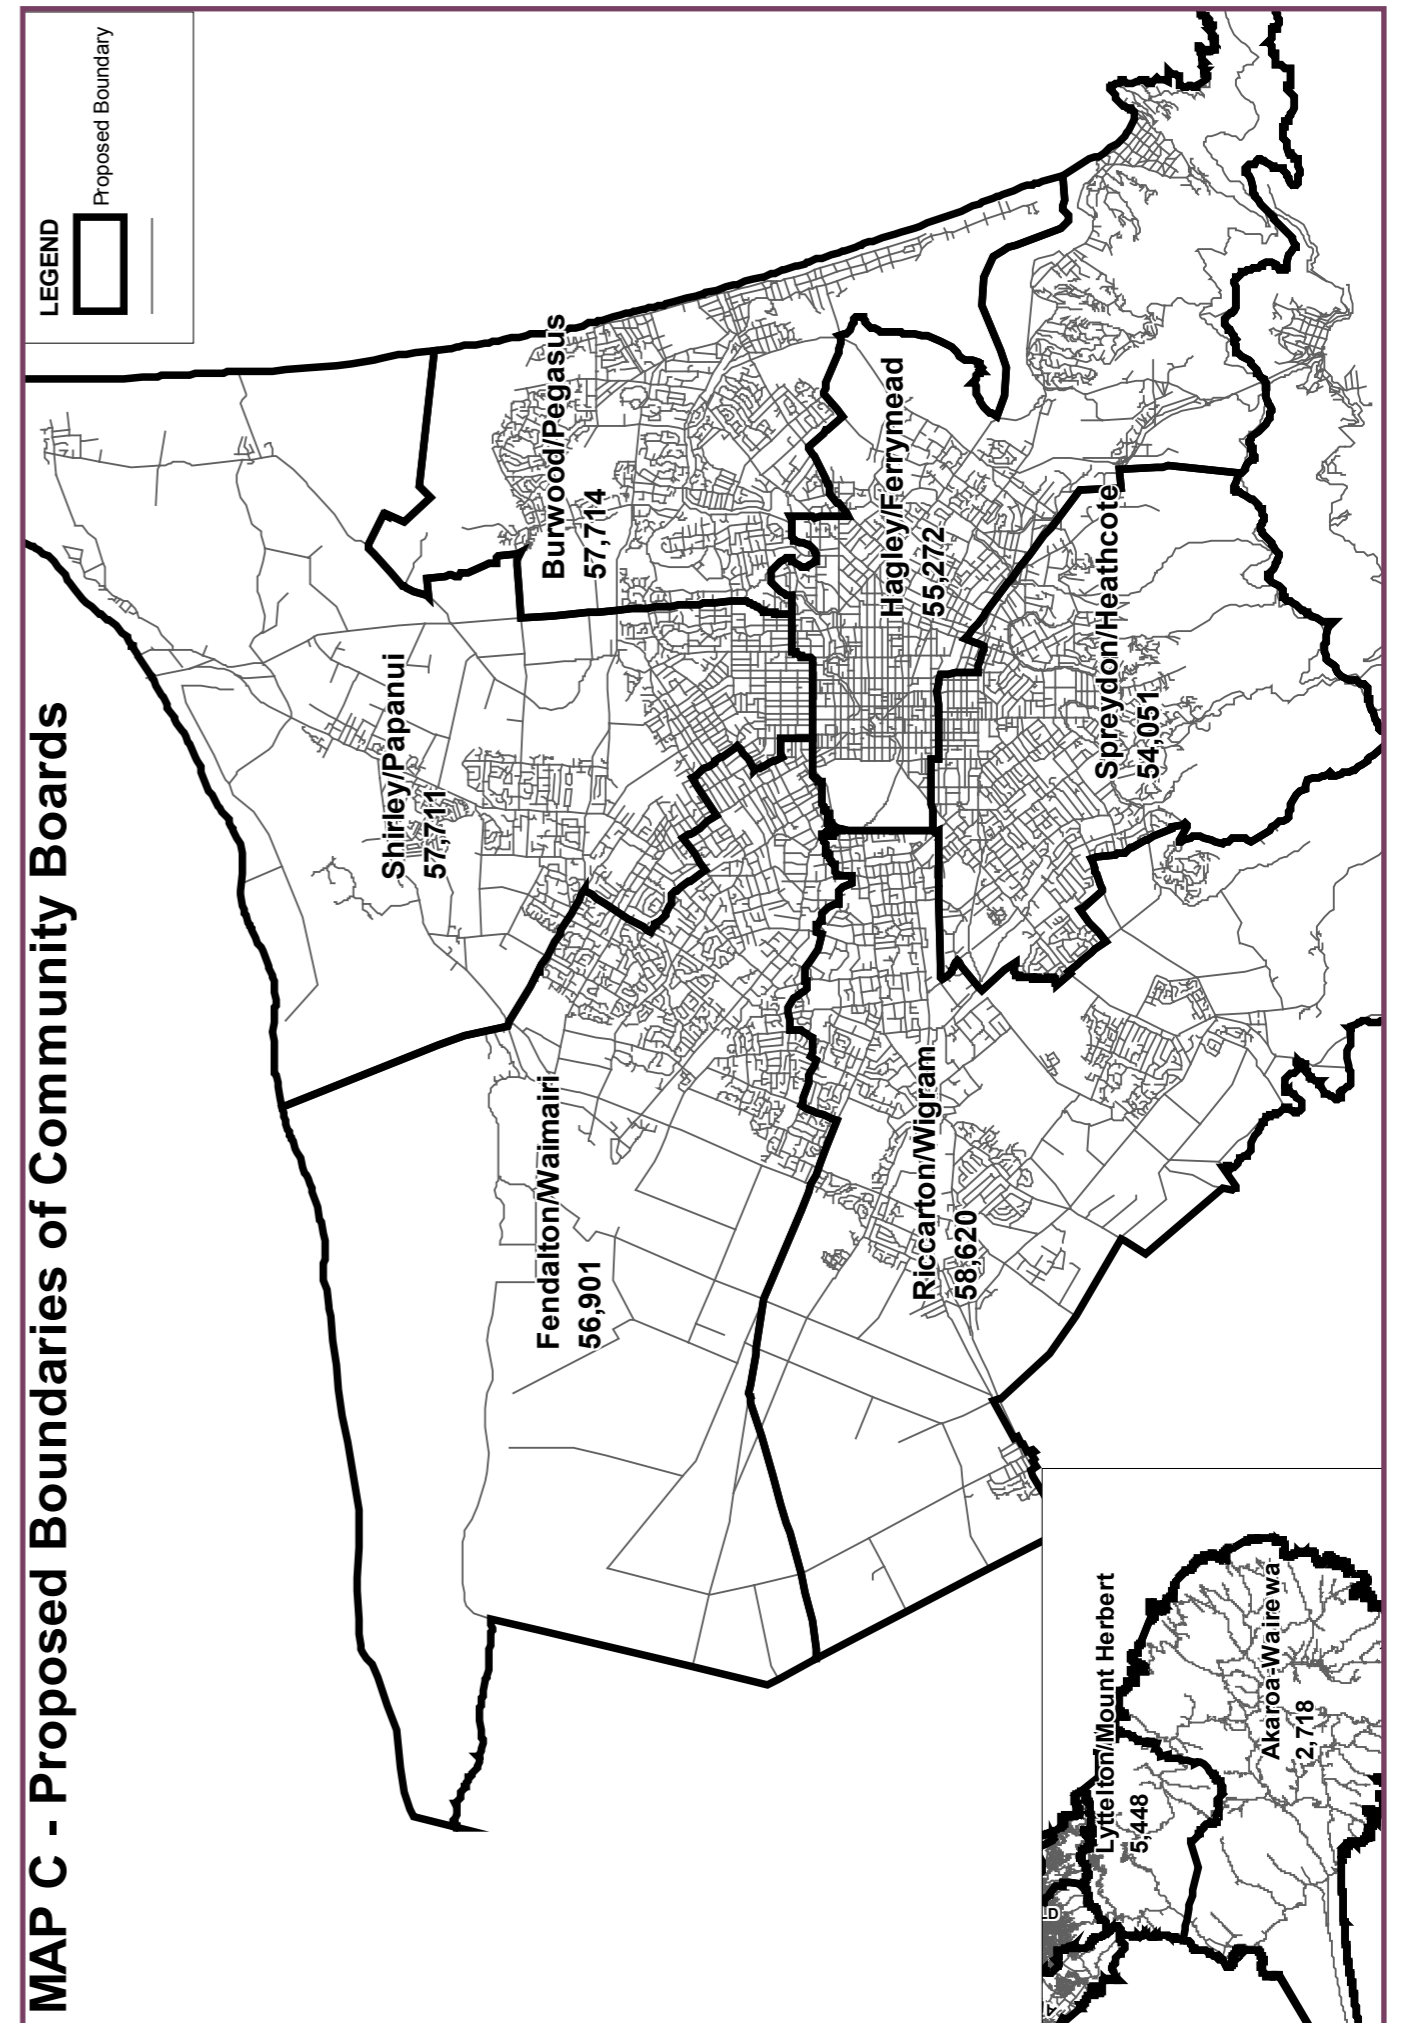 MAP C - Proposed Boundaries of Community Boards
LEGEND
Proposed Boundary
Shirley/Papanui
57,711
Burwood/Pegasus
57,714
Fendalton/Waimairi
56,901
Hagley/Ferrymead
55,272
Riccarton/Wigram
58,620
Spreydon/Heathcote
54,051
Lyttelton/Mount Herbert
5,448
Akaroa-Wairewa
2,718
LD